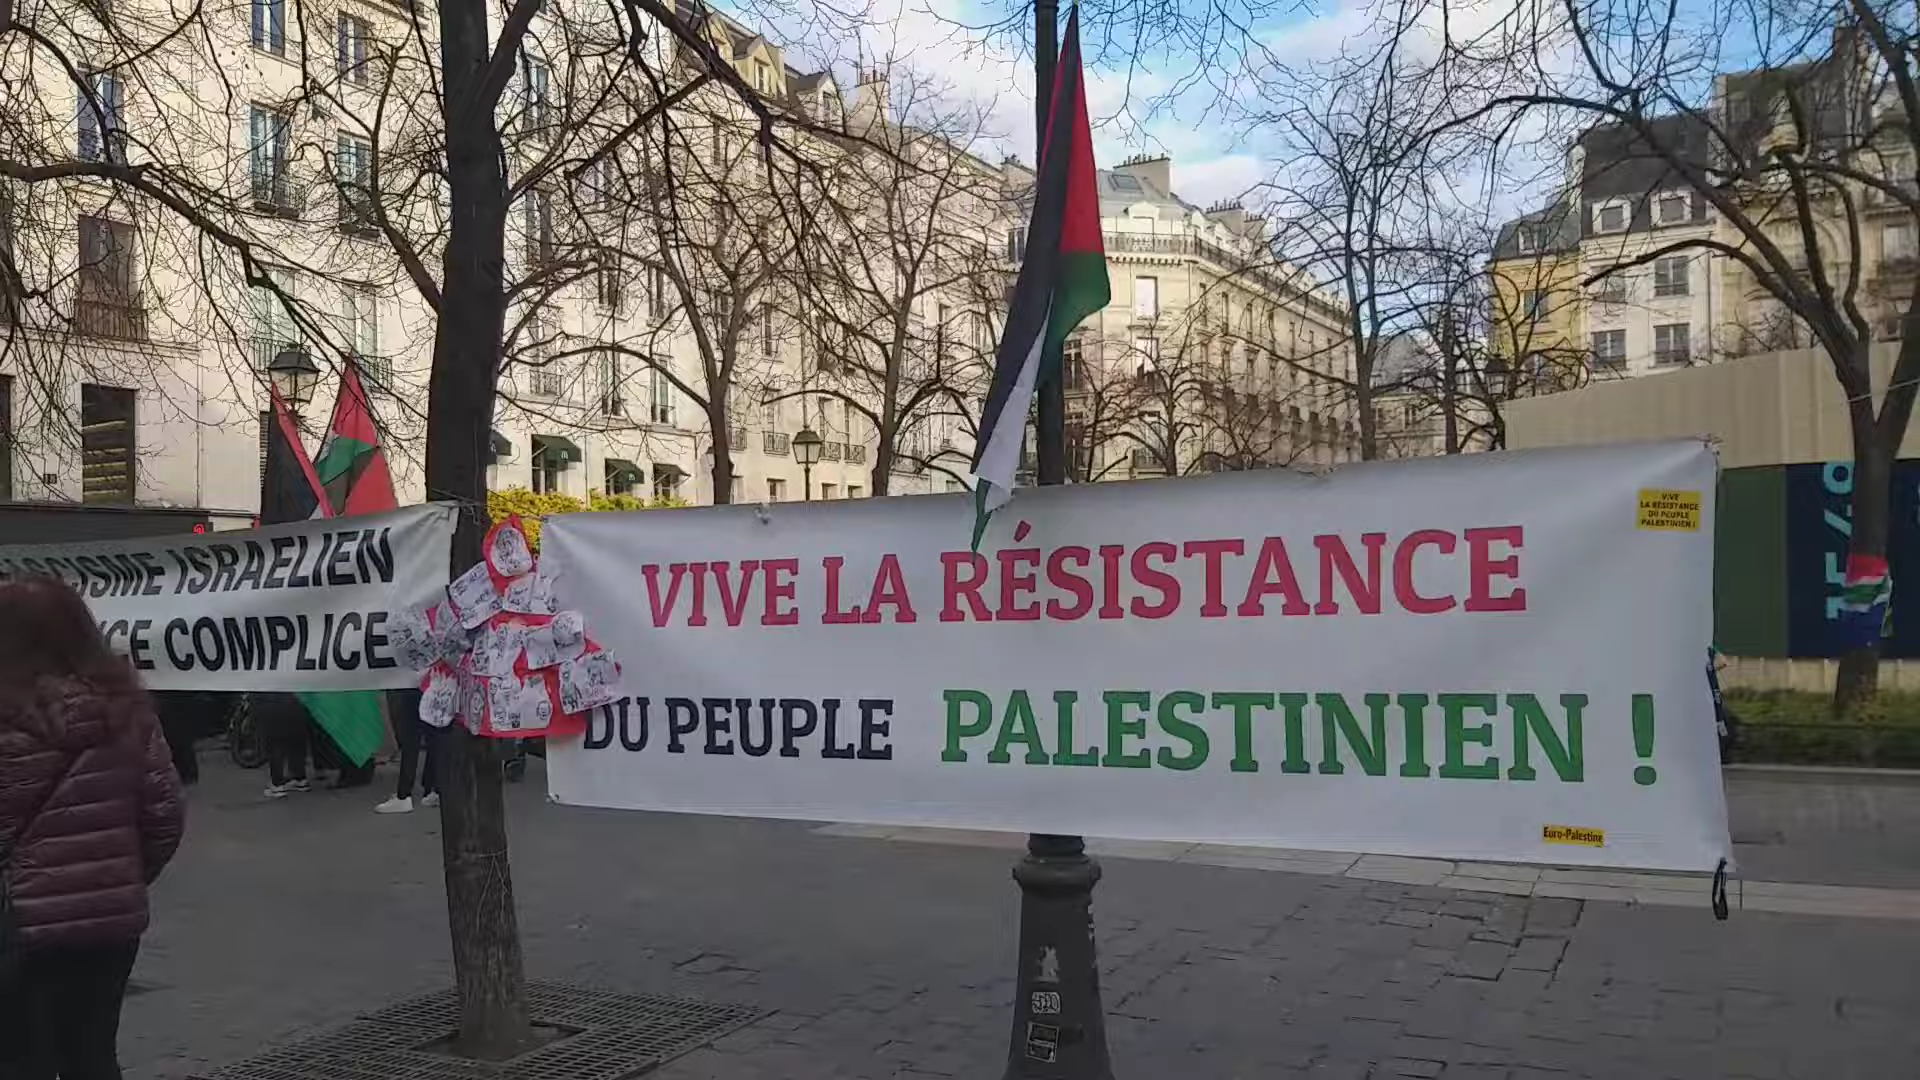 ISRAELIEN
COMPLICE
VIVE LA RÉSISTANCE
DU PEUPLE PALESTINIEN !
VIVE
LA RÉSISTANCE
DU PEUPLE
PALESTINIEN !
Euro-Palestine